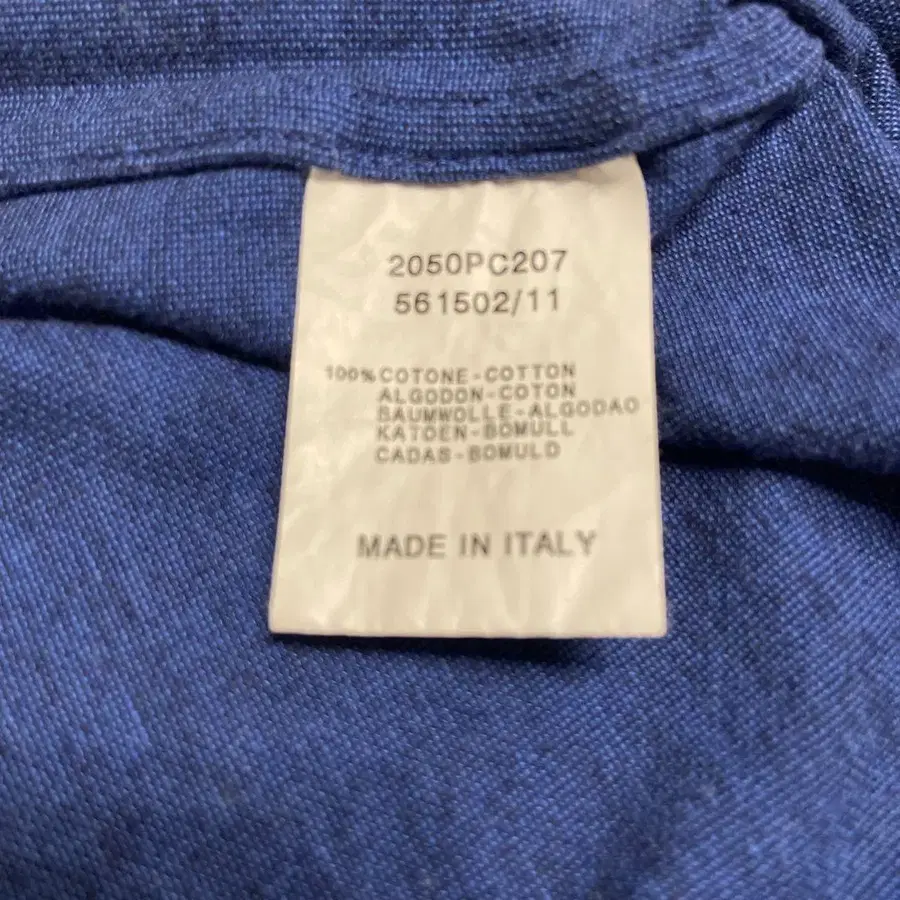 2050PC207
561502/11
100% COTONE-COTTON
ALGODON-COTON
BAUMWOLLE-ALGODAO
KATOEN-BOMULL
CADAS-BOMULD
MADE IN ITALY